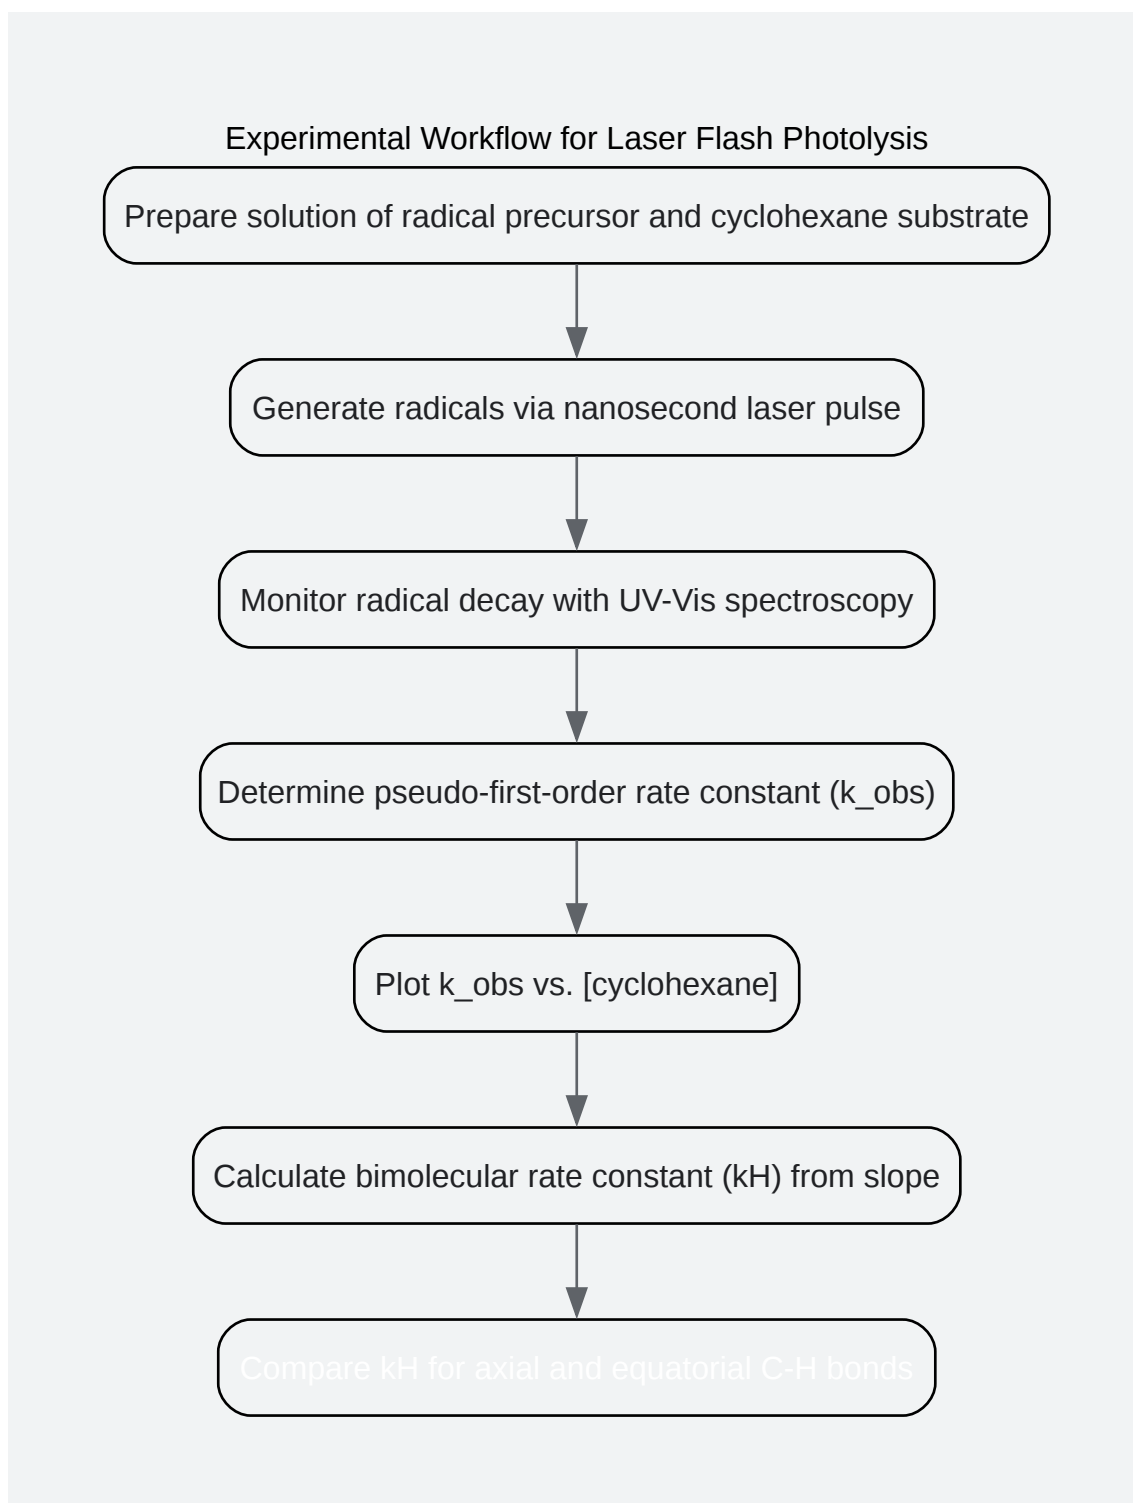 Experimental Workflow for Laser Flash Photolysis
Prepare solution of radical precursor and cyclohexane substrate
Generate radicals via nanosecond laser pulse
Monitor radical decay with UV-Vis spectroscopy
Determine pseudo-first-order rate constant (k_obs)
Plot k_obs vs. [cyclohexane]
Calculate bimolecular rate constant (kH) from slope
Compare kH for axial and equatorial C-H bonds